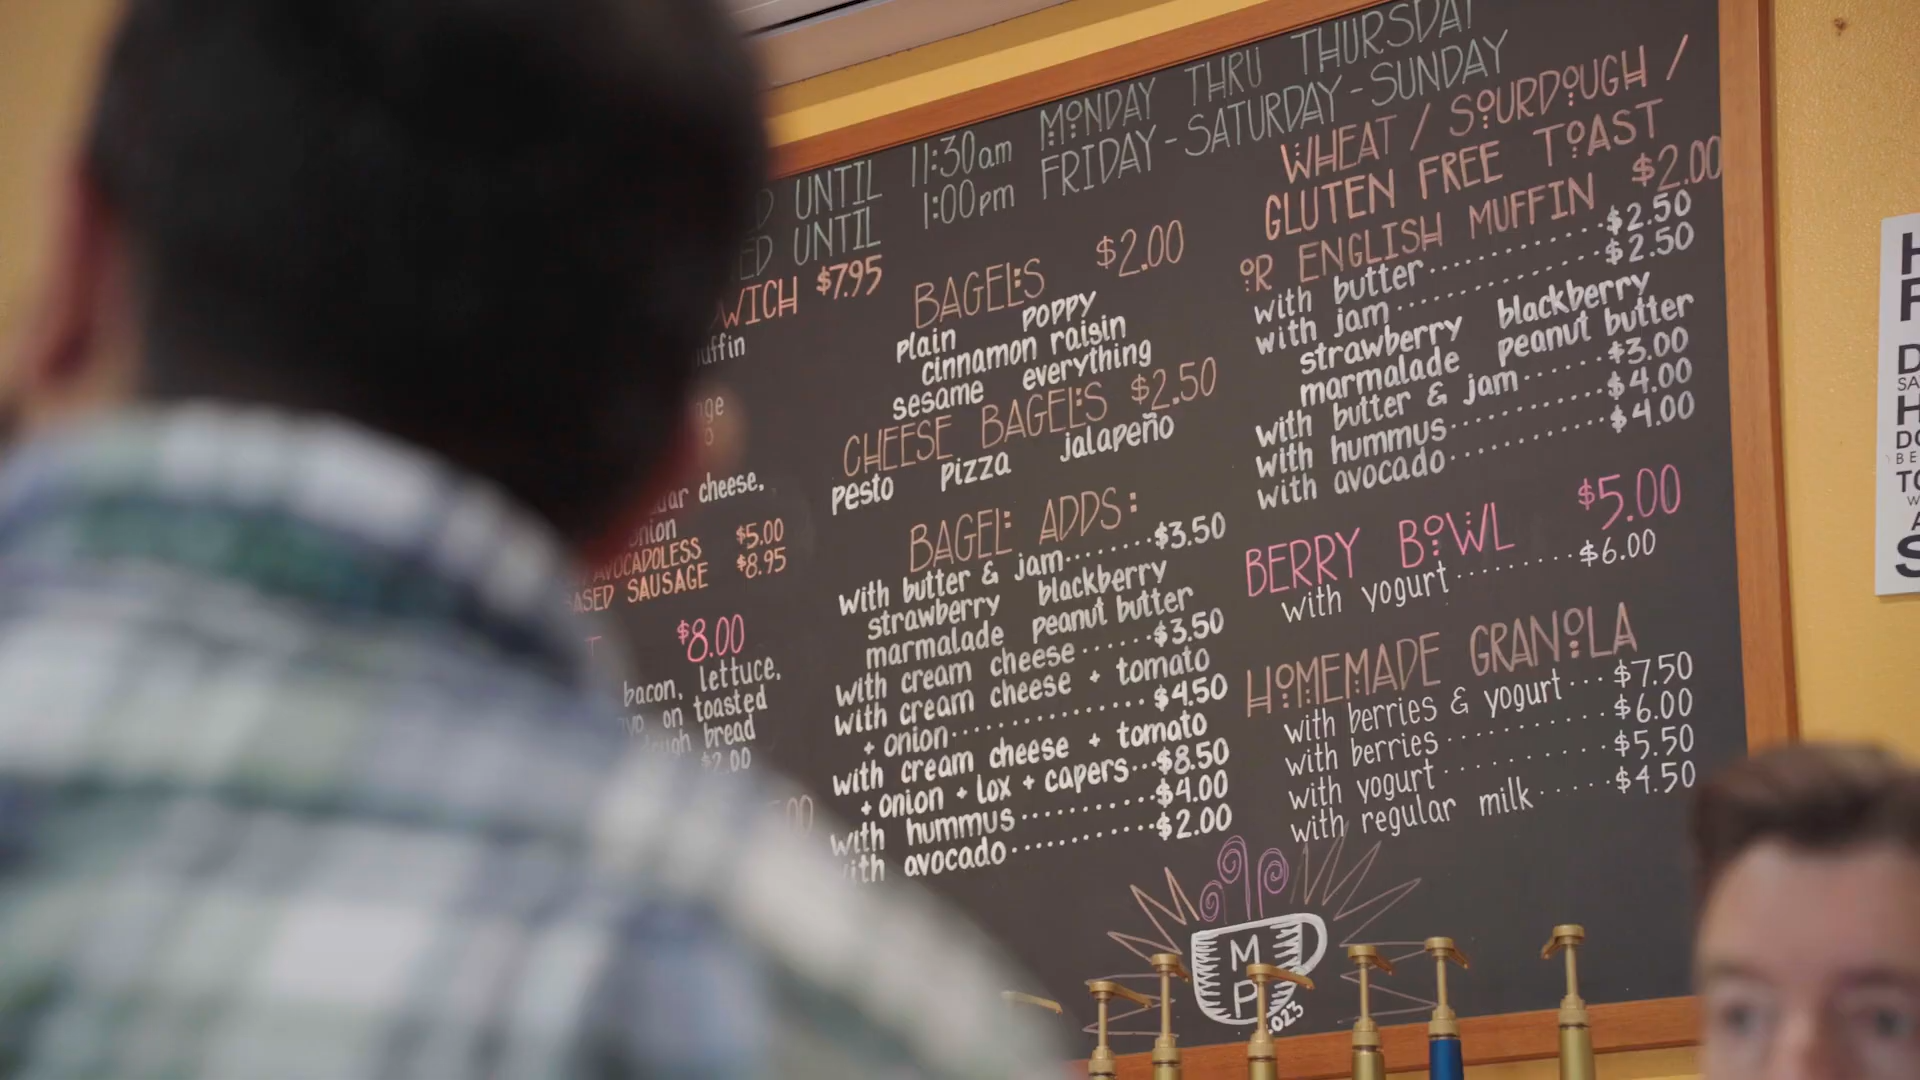 UNTIL 11:30am MONDAY THRU THURSDAY
UNTIL 1:00pm FRIDAY - SATURDAY - SUNDAY
$7.95
cheese,
$5.00
SAUSAGE $8.95
$8.00
bacon, lettuce,
on toasted
bread
$2.00
BAGELS $2.00
plain poppy
cinnamon raisin
sesame everything
CHEESE BAGELS $2.50
pesto pizza jalapeño
BAGEL ADDS:
with butter & jam........$3.50
strawberry blackberry
marmalade peanut butter
with cream cheese.....$3.50
with cream cheese + tomato
+ onion...............$4.50
with cream cheese + tomato
+ onion + lox + capers...$8.50
with hummus...........$4.00
with avocado..........$2.00
WHEAT / SOURDOUGH /
GLUTEN FREE TOAST
OR ENGLISH MUFFIN $2.00
with butter............$2.50
with jam..............$2.50
strawberry blackberry
marmalade peanut butter
with butter & jam......$3.00
with hummus..........$4.00
with avocado..........$4.00
BERRY BOWL $5.00
with yogurt.........$6.00
HOMEMADE GRANOLA
with berries & yogurt...$7.50
with berries..........$6.00
with yogurt..........$5.50
with regular milk.....$4.50
M
P